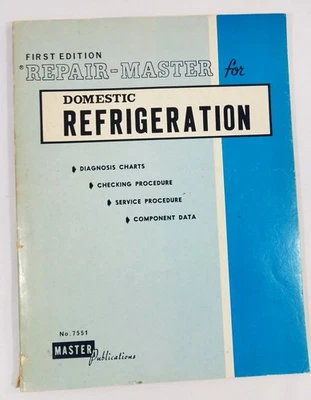 FIRST EDITION
®REPAIR-MASTER for
DOMESTIC
REFRIGERATION
DIAGNOSIS CHARTS
CHECKING PROCEDURE
SERVICE PROCEDURE
COMPONENT DATA
No. 7551
MASTER Publications